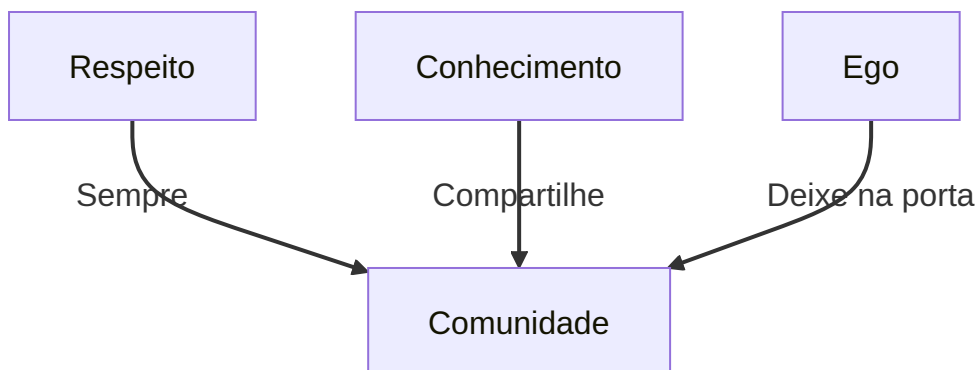 Respeito
Conhecimento
Ego
Sempre
Compartilhe
Deixe na porta
Comunidade